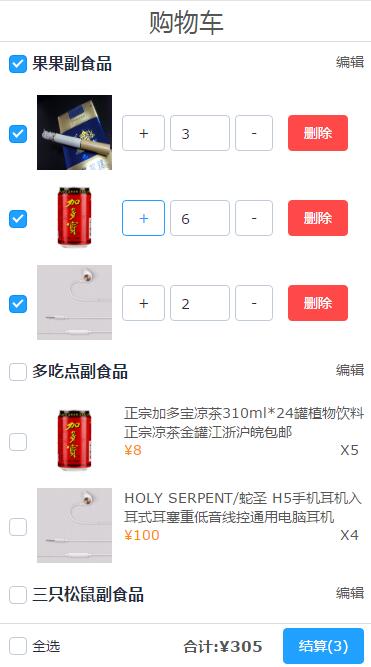 购物车
果果副食品 编辑
+ 3 - 删除
加多宝
+ 6 - 删除
+ 2 - 删除
多吃点副食品 编辑
加多宝
正宗加多宝凉茶310ml*24罐植物饮料
正宗凉茶金罐江浙沪皖包邮
¥8 X5
HOLY SERPENT/蛇圣 H5手机耳机入
耳式耳塞重低音线控通用电脑耳机
¥100 X4
三只松鼠副食品 编辑
全选 合计:¥305 结算(3)